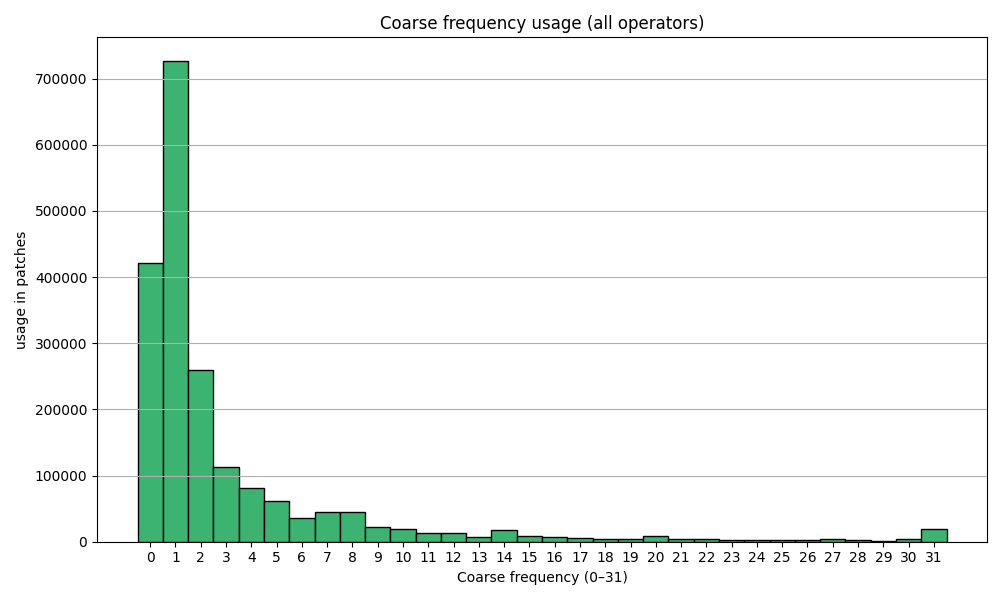 Coarse frequency usage (all operators)
usage in patches
700000
600000
500000
400000
300000
200000
100000
0
0 1 2 3 4 5 6 7 8 9 10 11 12 13 14 15 16 17 18 19 20 21 22 23 24 25 26 27 28 29 30 31
Coarse frequency (0–31)